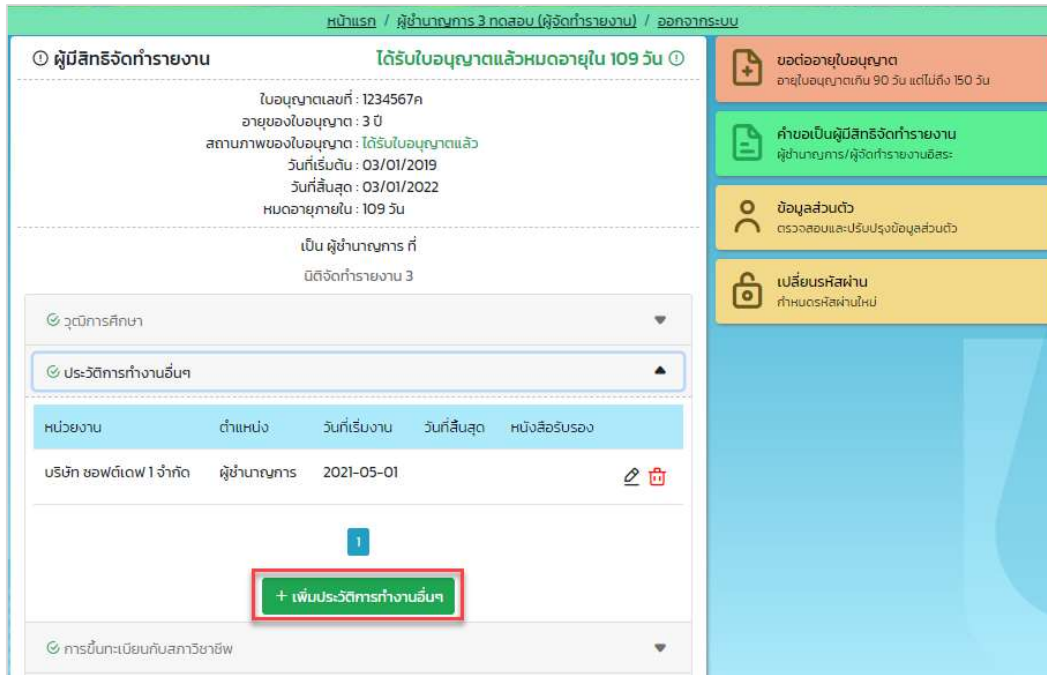 หน้าแรก / ผู้ชำนาญการ 3 ทดสอบ (ผู้จัดทำรายงาน) / ออกจากระบบ
ผู้มีสิทธิจัดทำรายงาน
ได้รับใบอนุญาตแล้วหมดอายุใน 109 วัน
ใบอนุญาตเลขที่ : 1234567ค
อายุของใบอนุญาต : 3 ปี
สถานภาพของใบอนุญาต : ได้รับใบอนุญาตแล้ว
วันที่เริ่มต้น : 03/01/2019
วันที่สิ้นสุด : 03/01/2022
หมดอายุภายใน : 109 วัน
เป็น ผู้ชำนาญการ ที่
นิติจัดทำรายงาน 3
วุฒิการศึกษา
ประวัติการทำงานอื่นๆ
หน่วยงาน ตำแหน่ง วันที่เริ่มงาน วันที่สิ้นสุด หนังสือรับรอง
บริษัท ซอฟต์เดฟ 1 จำกัด ผู้ชำนาญการ 2021-05-01
1
+ เพิ่มประวัติการทำงานอื่นๆ
การขึ้นทะเบียนกับสภาวิชาชีพ
ขอต่ออายุใบอนุญาต
อายุใบอนุญาตเกิน 90 วัน แต่ไม่ถึง 150 วัน
คำขอเป็นผู้มีสิทธิจัดทำรายงาน
ผู้ชำนาญการ/ผู้จัดทำรายงานอิสระ
ข้อมูลส่วนตัว
ตรวจสอบและปรับปรุงข้อมูลส่วนตัว
เปลี่ยนรหัสผ่าน
กำหนดรหัสผ่านใหม่